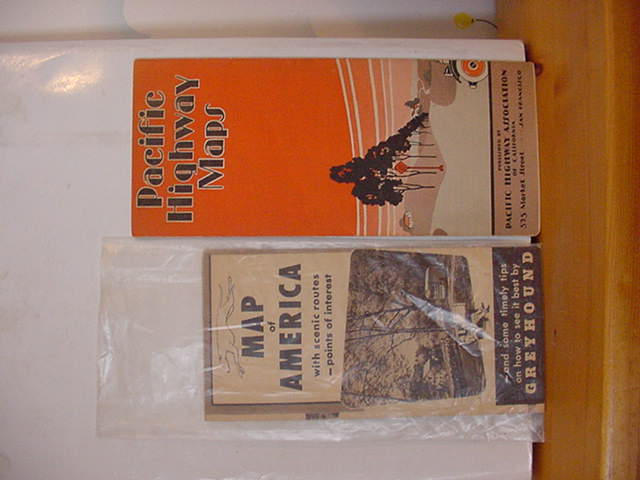 Pacific
Highway
Maps
PUBLISHED BY
PACIFIC HIGHWAY ASSOCIATION
OF CALIFORNIA
525 Market Street SAN FRANCISCO
MAP
of
AMERICA
with scenic routes
—points of interest
—and some timely tips
on how to see it best by
GREYHOUND